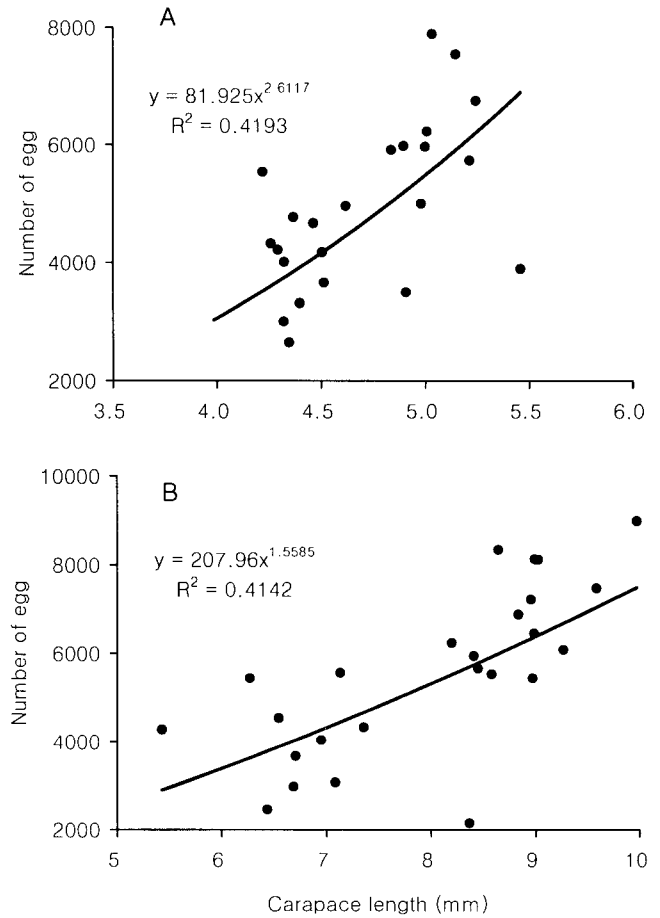 A
8000
y = 81.925x^2 6117
R² = 0.4193
6000
Number of egg
4000
2000
3.5 4.0 4.5 5.0 5.5 6.0
B
10000
y = 207.96x^1.5585
R² = 0.4142
8000
Number of egg
6000
4000
2000
5 6 7 8 9 10
Carapace length (mm)